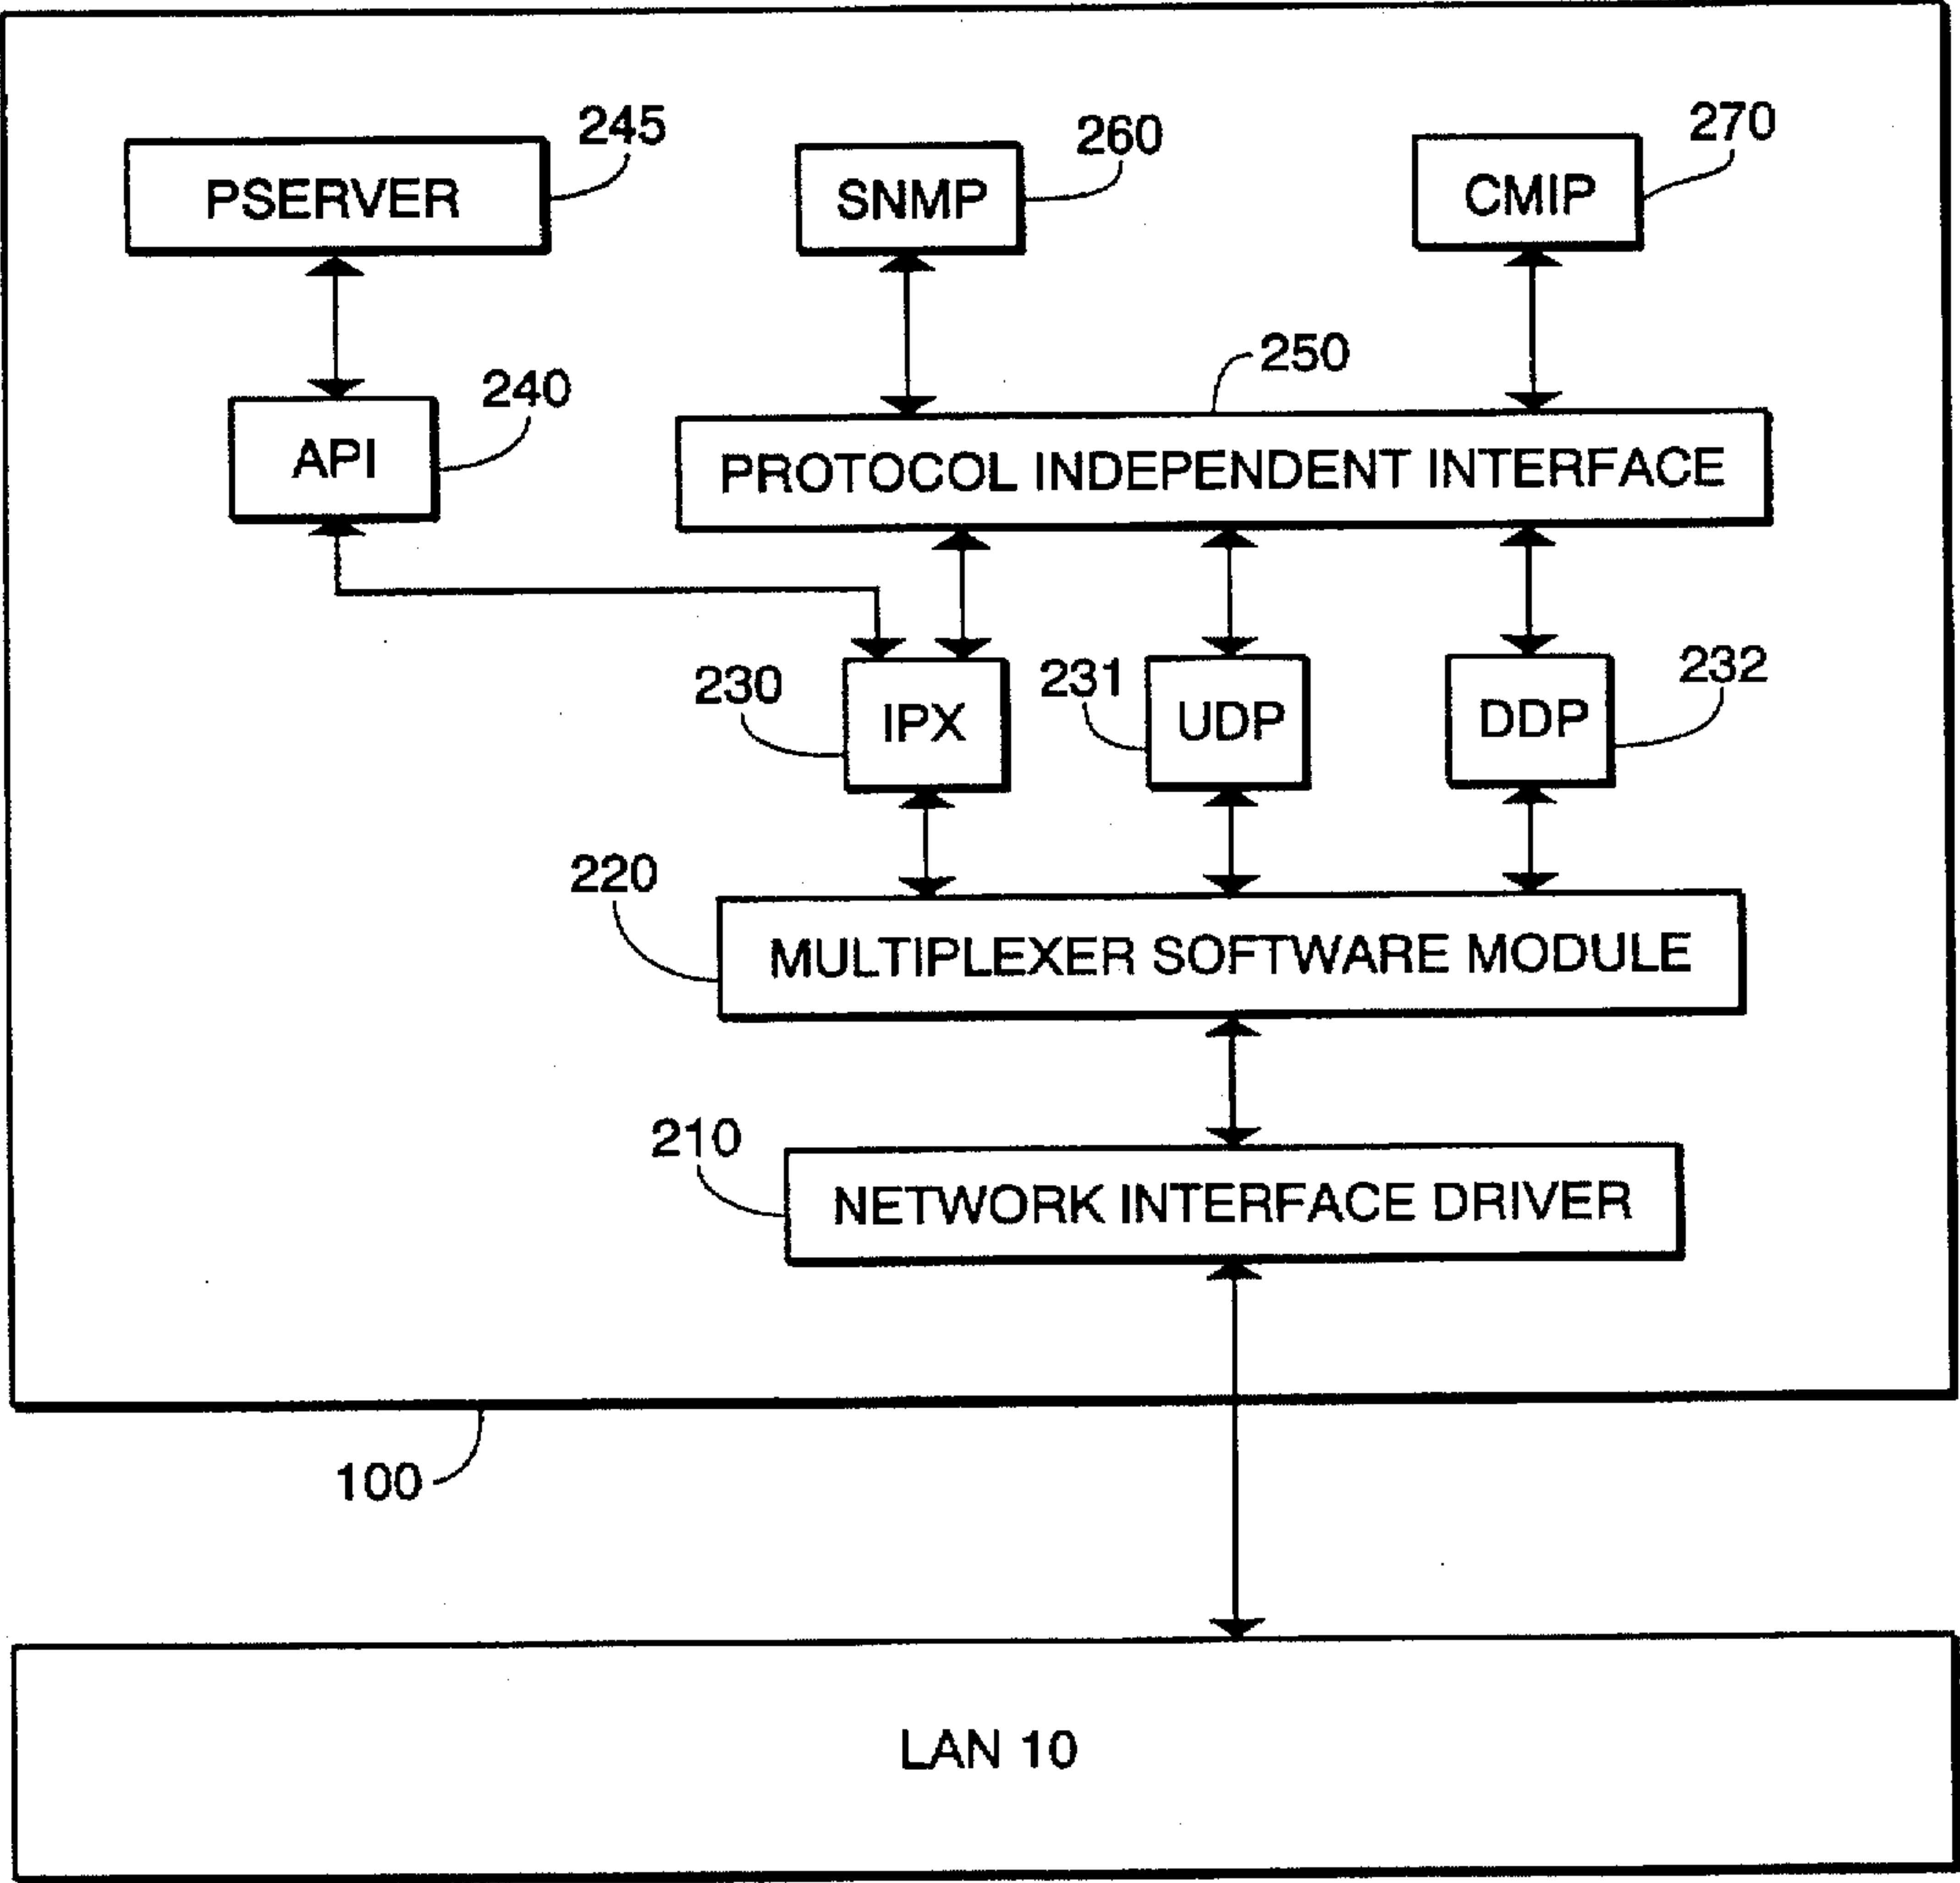 245
260
270
PSERVER
SNMP
CMIP
250
240
API
PROTOCOL INDEPENDENT INTERFACE
230
231
232
IPX
UDP
DDP
220
MULTIPLEXER SOFTWARE MODULE
210
NETWORK INTERFACE DRIVER
100
LAN 10